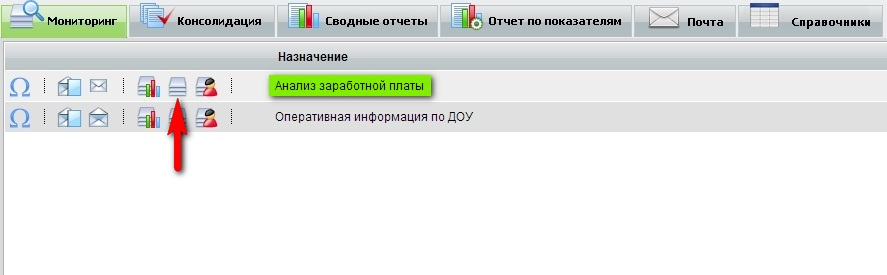 Мониторинг Консолидация Сводные отчеты Отчет по показателям Почта Справочники
Назначение
Анализ заработной платы
Оперативная информация по ДОУ